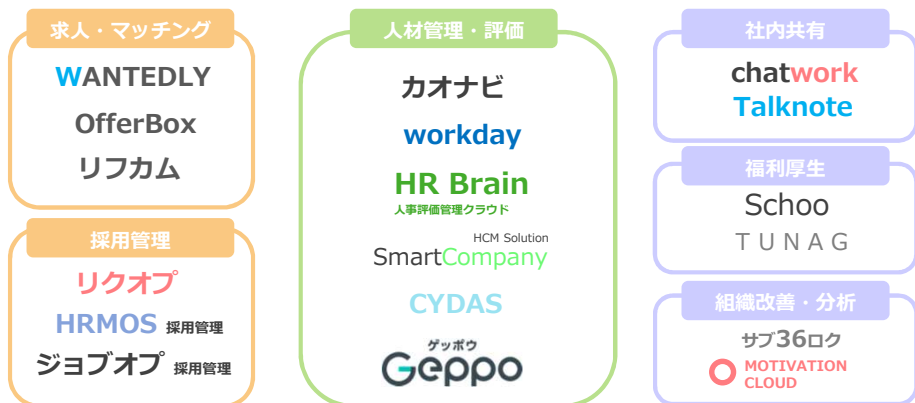 求人・マッチング
WANTEDLY
OfferBox
リフカム
採用管理
リクオプ
HRMOS 採用管理
ジョブオプ 採用管理
人材管理・評価
カオナビ
workday
HR Brain
人事評価管理クラウド
HCM Solution
SmartCompany
CYDAS
ゲッポウ
Geppo
社内共有
chatwork
Talknote
福利厚生
Schoo
TUNAG
組織改善・分析
サブ36ロク
MOTIVATION
CLOUD